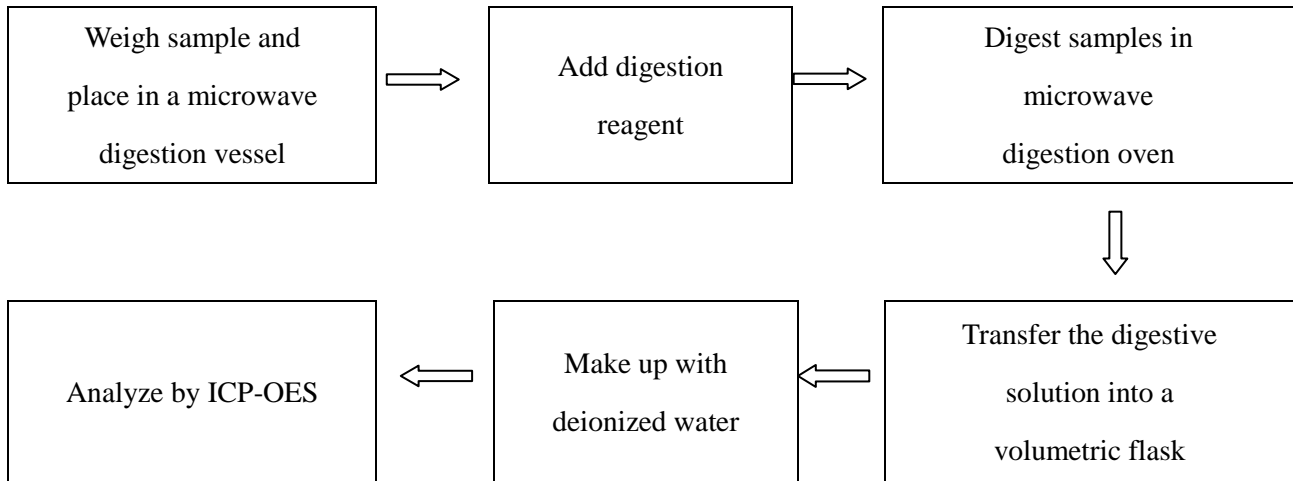 Weigh sample and
place in a microwave
digestion vessel
Add digestion
reagent
Digest samples in
microwave
digestion oven
Transfer the digestive
solution into a
volumetric flask
Make up with
deionized water
Analyze by ICP-OES